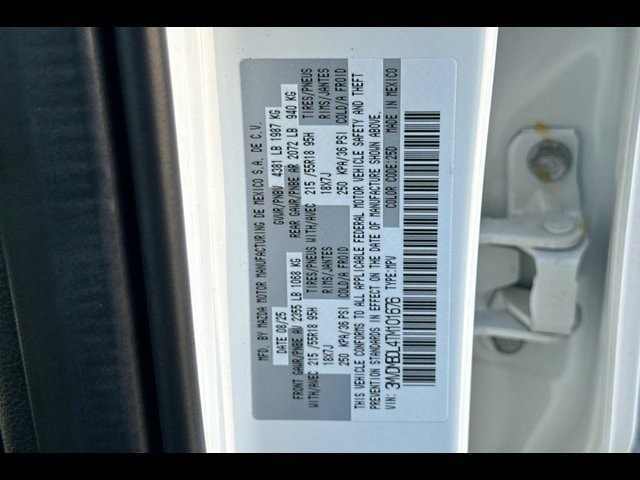 MFD. BY MAZDA MOTOR MANUFACTURING DE MEXICO S.A. DE C.V.
DATE 08/25 GVWR/PNBV 4381 LB 1987 KG
FRONT GAWR/PNBE AV 2355 LB 1068 KG REAR GAWR/PNBE AR 2072 LB 940 KG
WITH/AVEC 215/55R18 95H TIRES/PNEUS WITH/AVEC 215/55R18 95H TIRES/PNEUS
18X7J RIMS/JANTES 18X7J RIMS/JANTES
250 KPA/36 PSI COLD/A FROID 250 KPA/36 PSI COLD/A FROID
THIS VEHICLE CONFORMS TO ALL APPLICABLE FEDERAL MOTOR VEHICLE SAFETY AND THEFT
PREVENTION STANDARDS IN EFFECT ON THE DATE OF MANUFACTURE SHOWN ABOVE.
VIN: TYPE:MPV COLOR CODE:25D MADE IN MEXICO